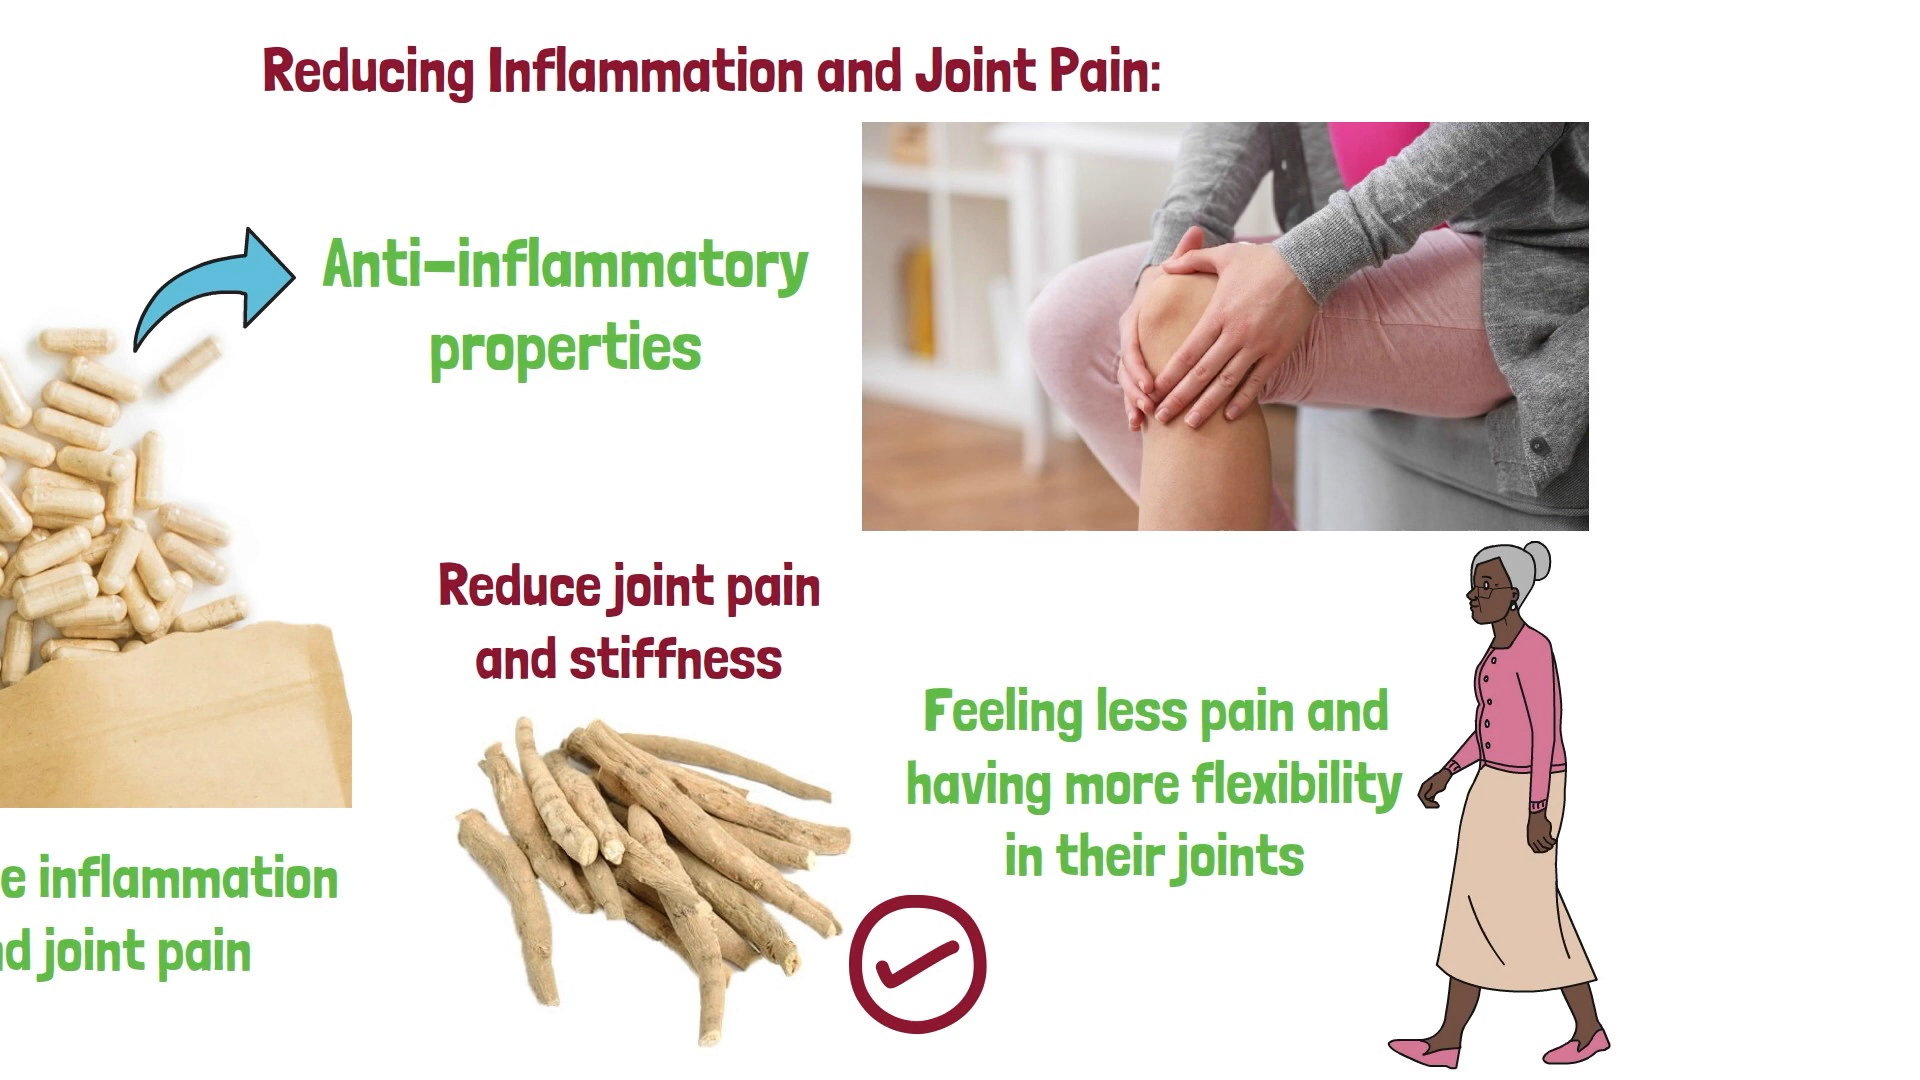 Reducing Inflammation and Joint Pain:
Anti-inflammatory
properties
Reduce joint pain
and stiffness
Feeling less pain and
having more flexibility
in their joints
inflammation
joint pain